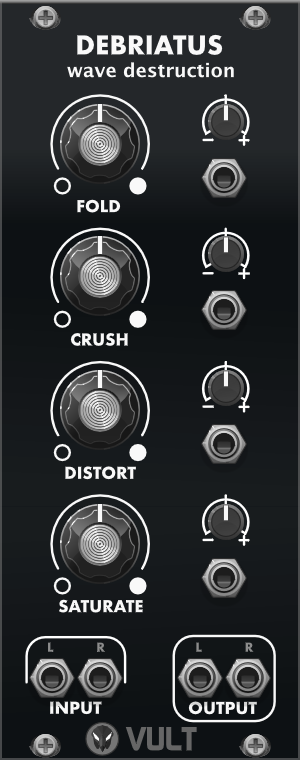 DEBRIATUS
wave destruction
- +
FOLD
- +
CRUSH
- +
DISTORT
- +
SATURATE
L R L R
INPUT OUTPUT
VULT